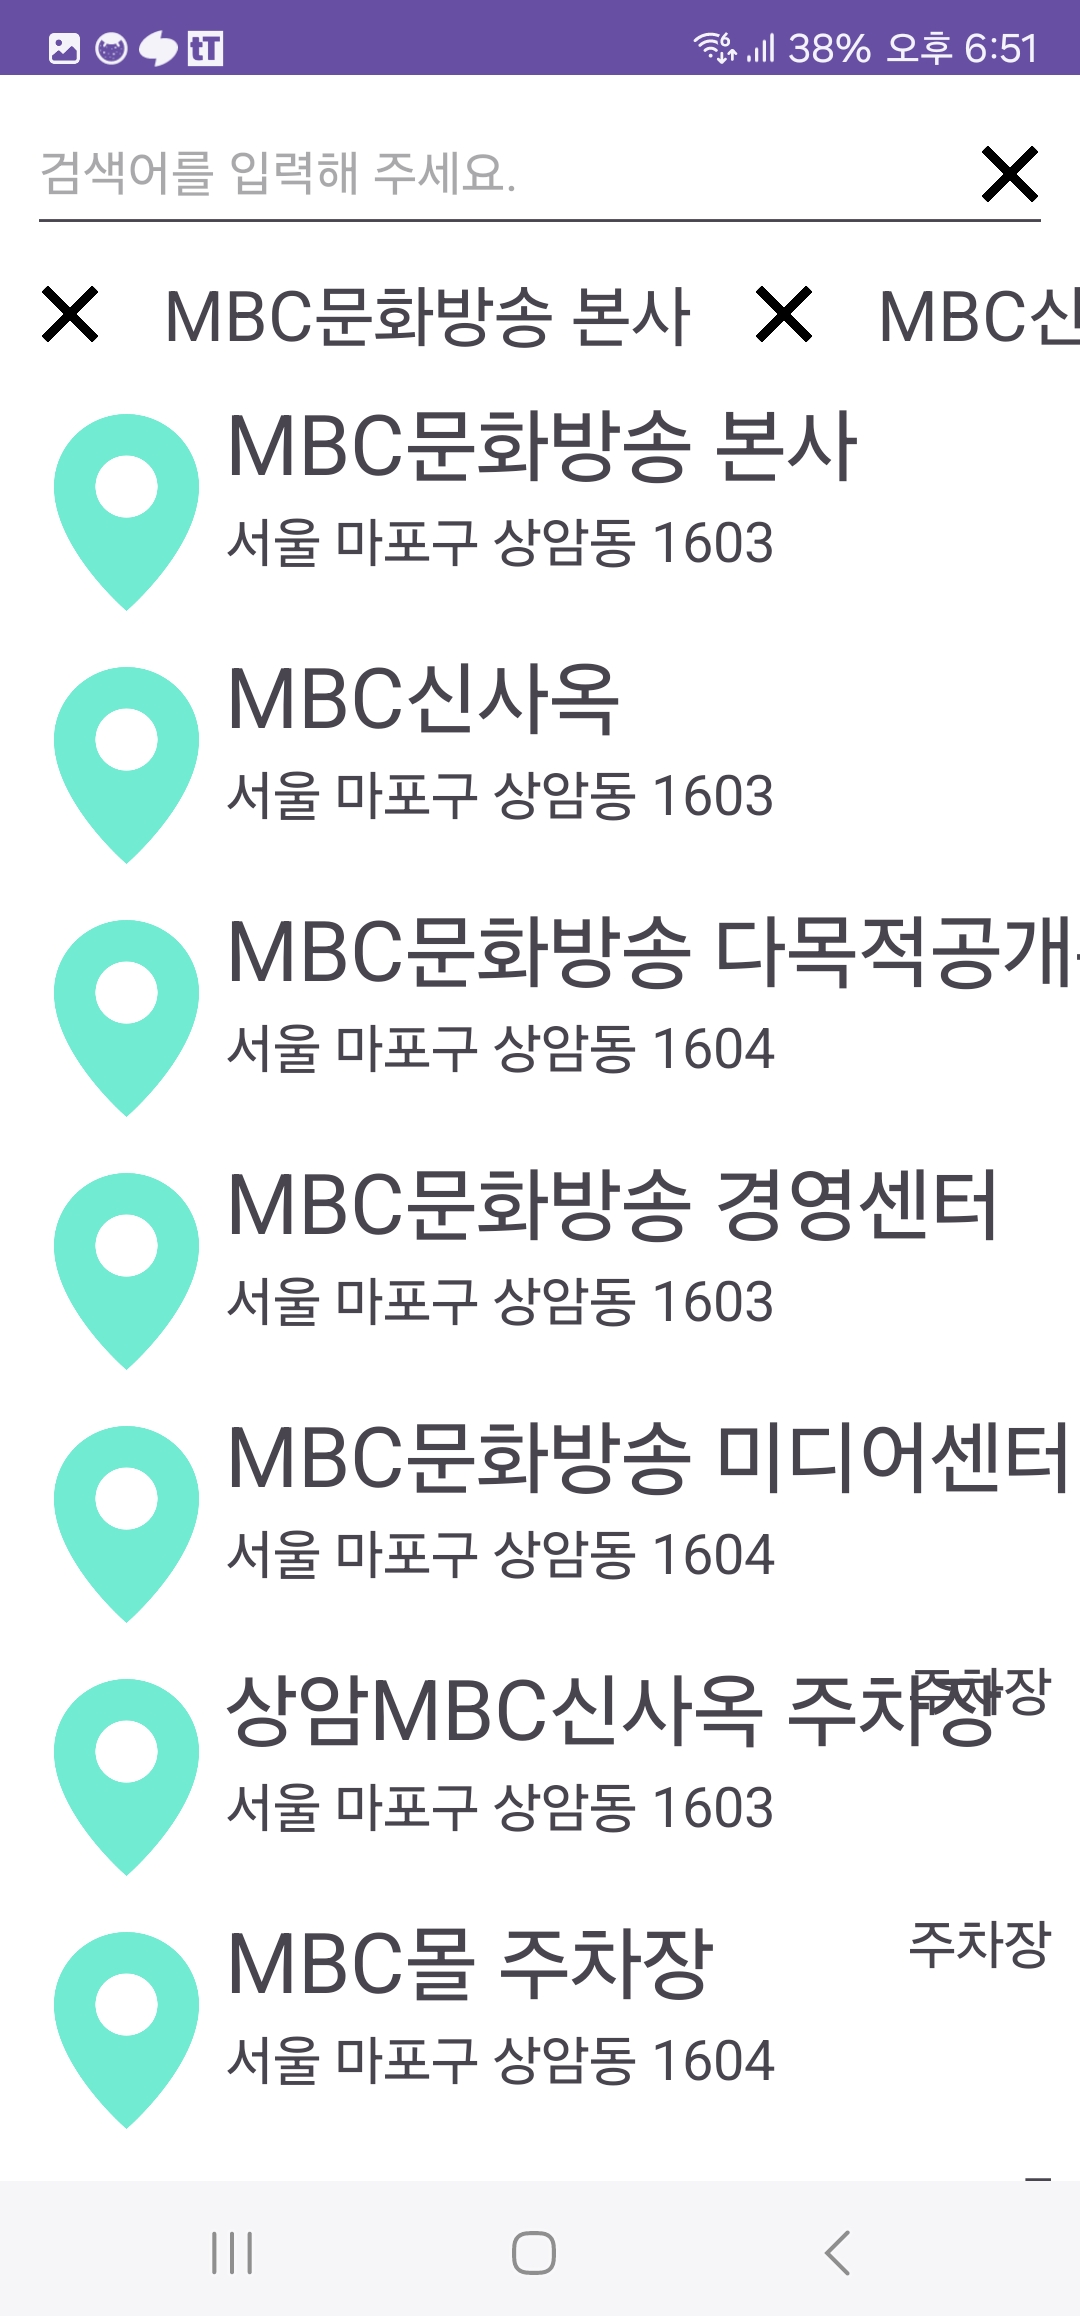 tT 6 38% 오후 6:51
검색어를 입력해 주세요.
MBC문화방송 본사 MBC신
MBC문화방송 본사
서울 마포구 상암동 1603
MBC신사옥
서울 마포구 상암동 1603
MBC문화방송 다목적공개
서울 마포구 상암동 1604
MBC문화방송 경영센터
서울 마포구 상암동 1603
MBC문화방송 미디어센터
서울 마포구 상암동 1604
상암MBC신사옥 주차장 주차장
서울 마포구 상암동 1603
MBC몰 주차장 주차장
서울 마포구 상암동 1604